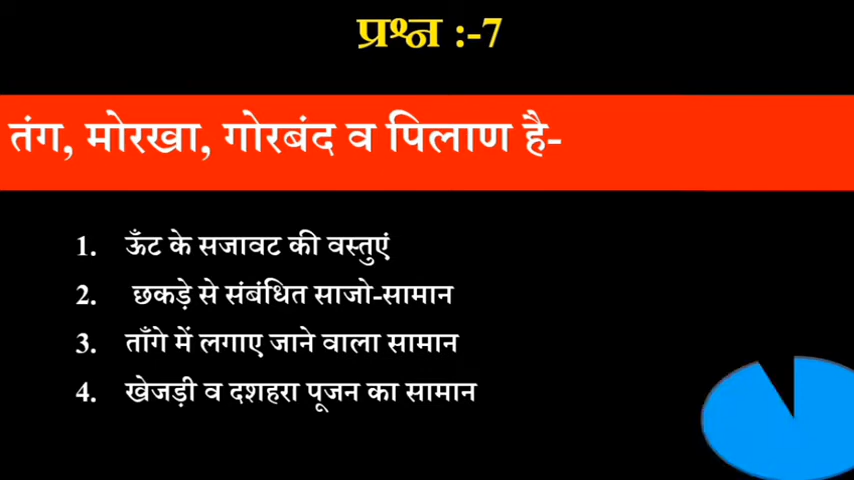 प्रश्न :-7
तंग, मोरखा, गोरबंद व पिलाण है-
1. ऊँट के सजावट की वस्तुएं
2. छकड़े से संबंधित साजो-सामान
3. ताँगे में लगाए जाने वाला सामान
4. खेजड़ी व दशहरा पूजन का सामान